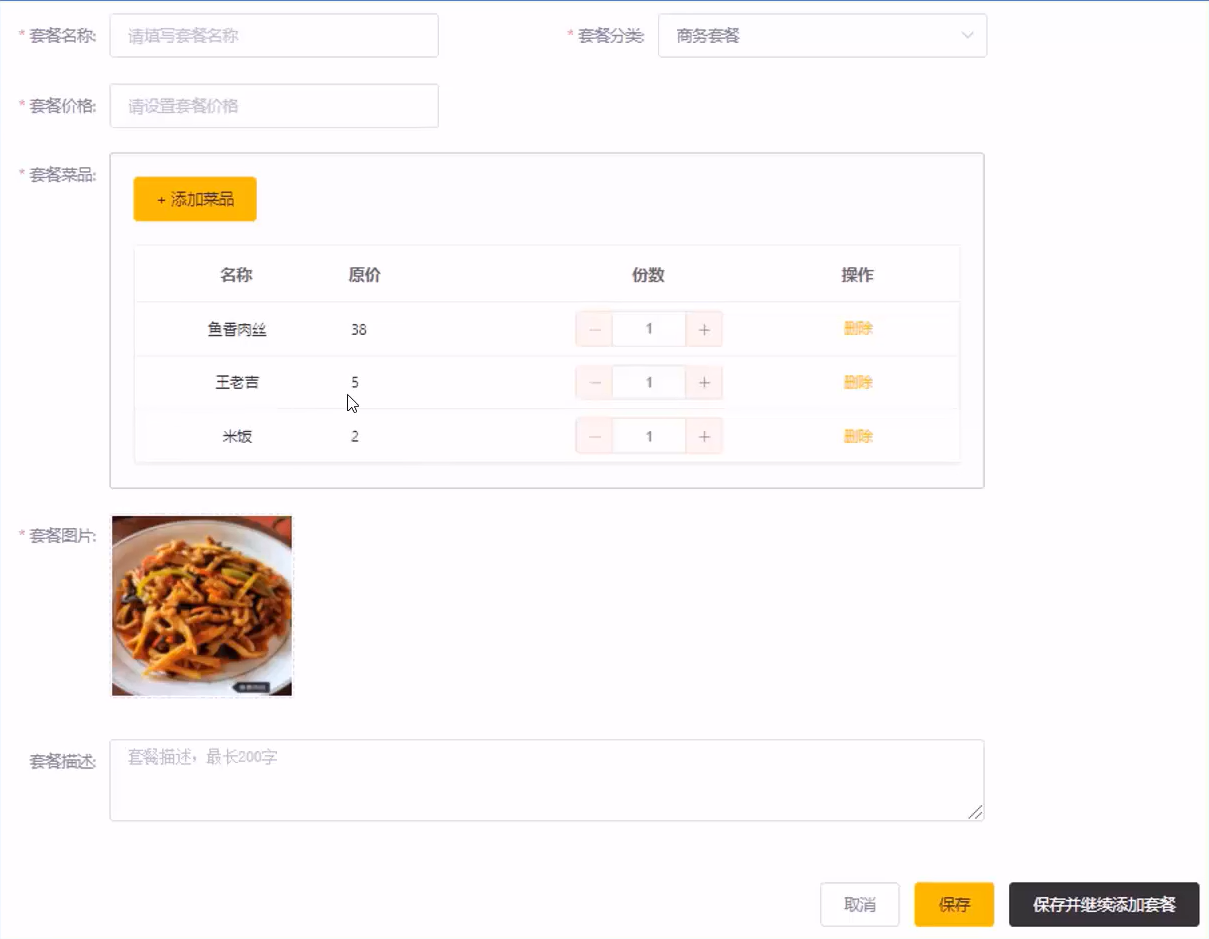 * 套餐名称: 请填写套餐名称 * 套餐分类: 商务套餐
* 套餐价格: 请设置套餐价格
* 套餐菜品:
+ 添加菜品
名称 原价 份数 操作
鱼香肉丝 38 − 1 + 删除
王老吉 5 − 1 + 删除
米饭 2 − 1 + 删除
* 套餐图片:
套餐描述: 套餐描述，最长200字
取消 保存 保存并继续添加套餐